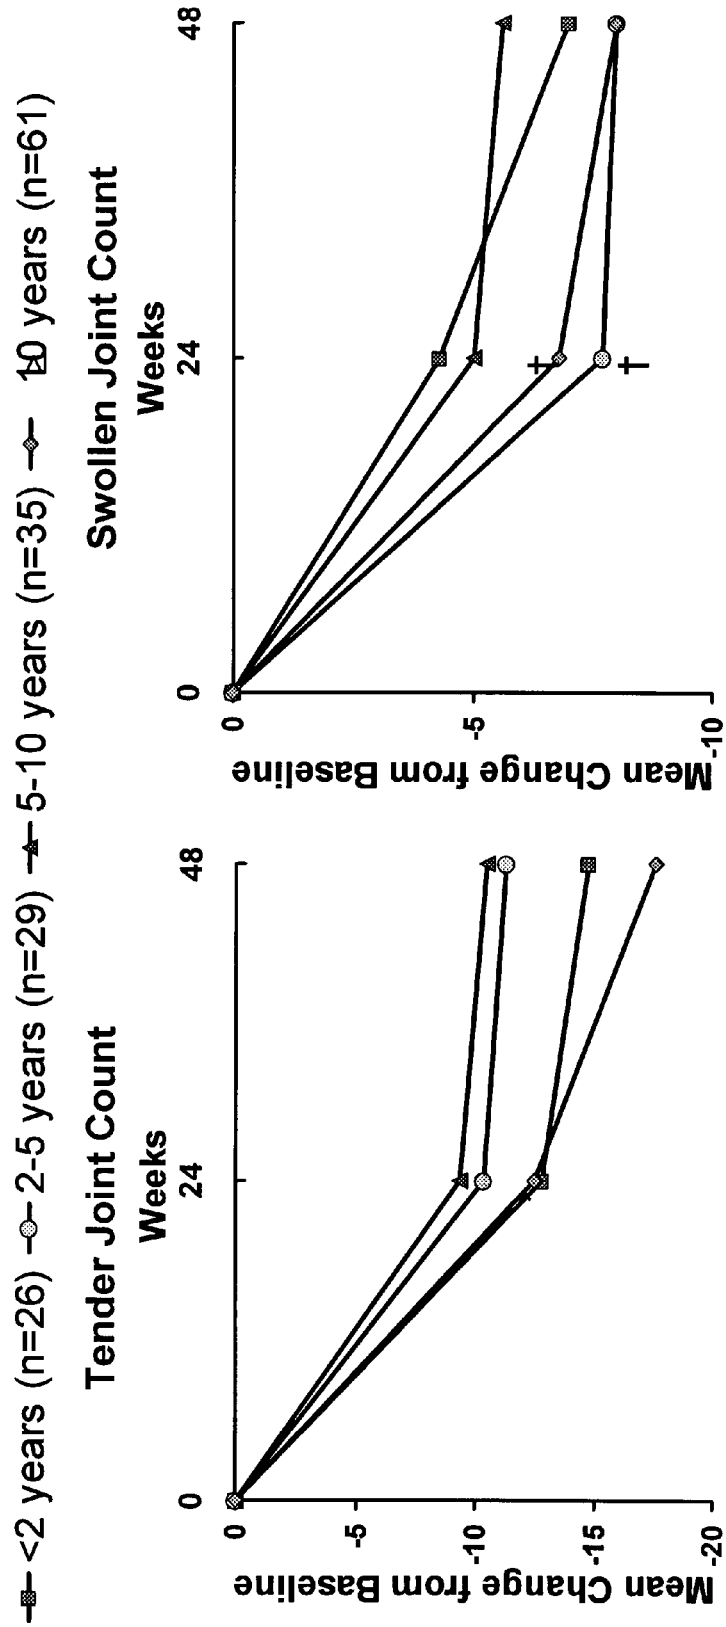 <2 years (n=26) 2-5 years (n=29) 5-10 years (n=35) 10 years (n=61)
Tender Joint Count
Weeks
0 24 48
0
-5
-10
-15
-20
Mean Change from Baseline
Swollen Joint Count
Weeks
0 24 48
0
-5
-10
Mean Change from Baseline